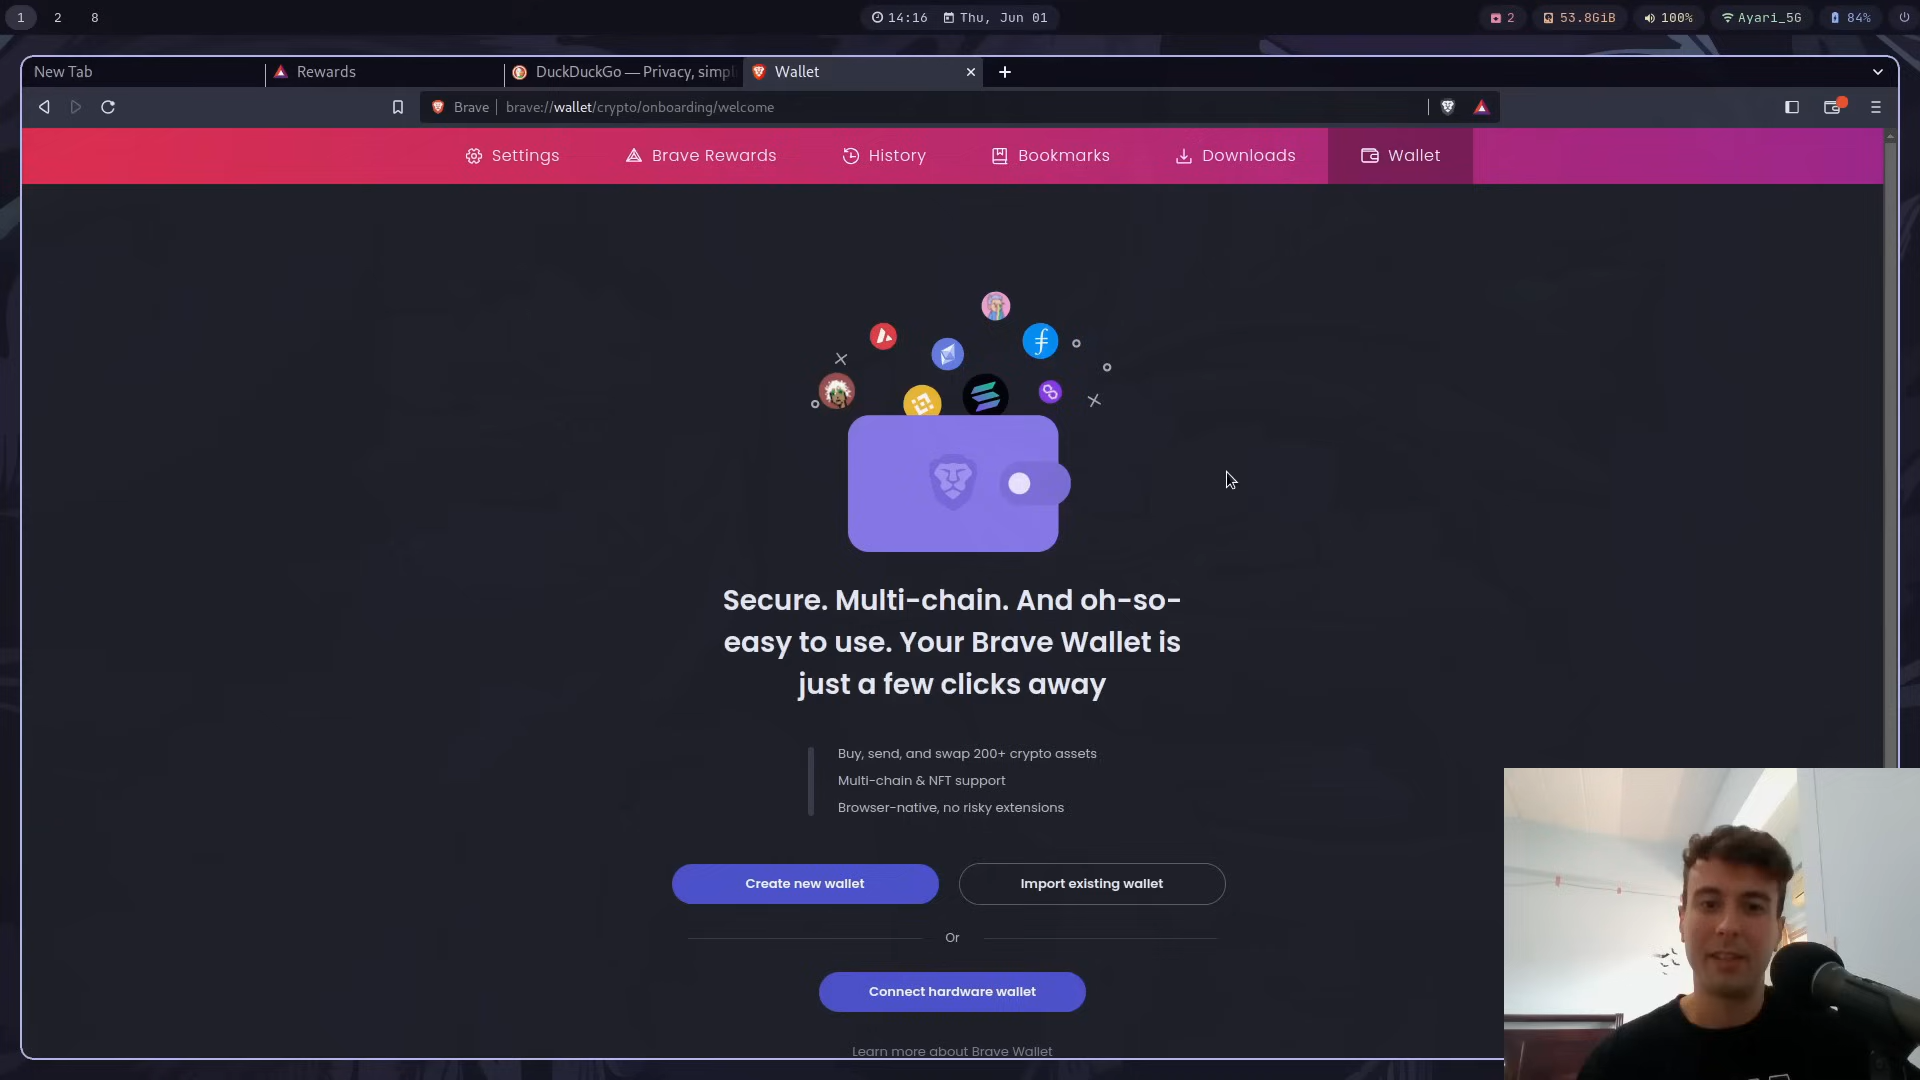 1 2 8
14:16 Thu, Jun 01
2 53.8GiB 100% Ayari_5G 84%
New Tab
Rewards
DuckDuckGo — Privacy, simpl
Wallet
Brave brave://wallet/crypto/onboarding/welcome
Settings
Brave Rewards
History
Bookmarks
Downloads
Wallet
Secure. Multi-chain. And oh-so-
easy to use. Your Brave Wallet is
just a few clicks away
Buy, send, and swap 200+ crypto assets
Multi-chain & NFT support
Browser-native, no risky extensions
Create new wallet
Import existing wallet
Or
Connect hardware wallet
Learn more about Brave Wallet